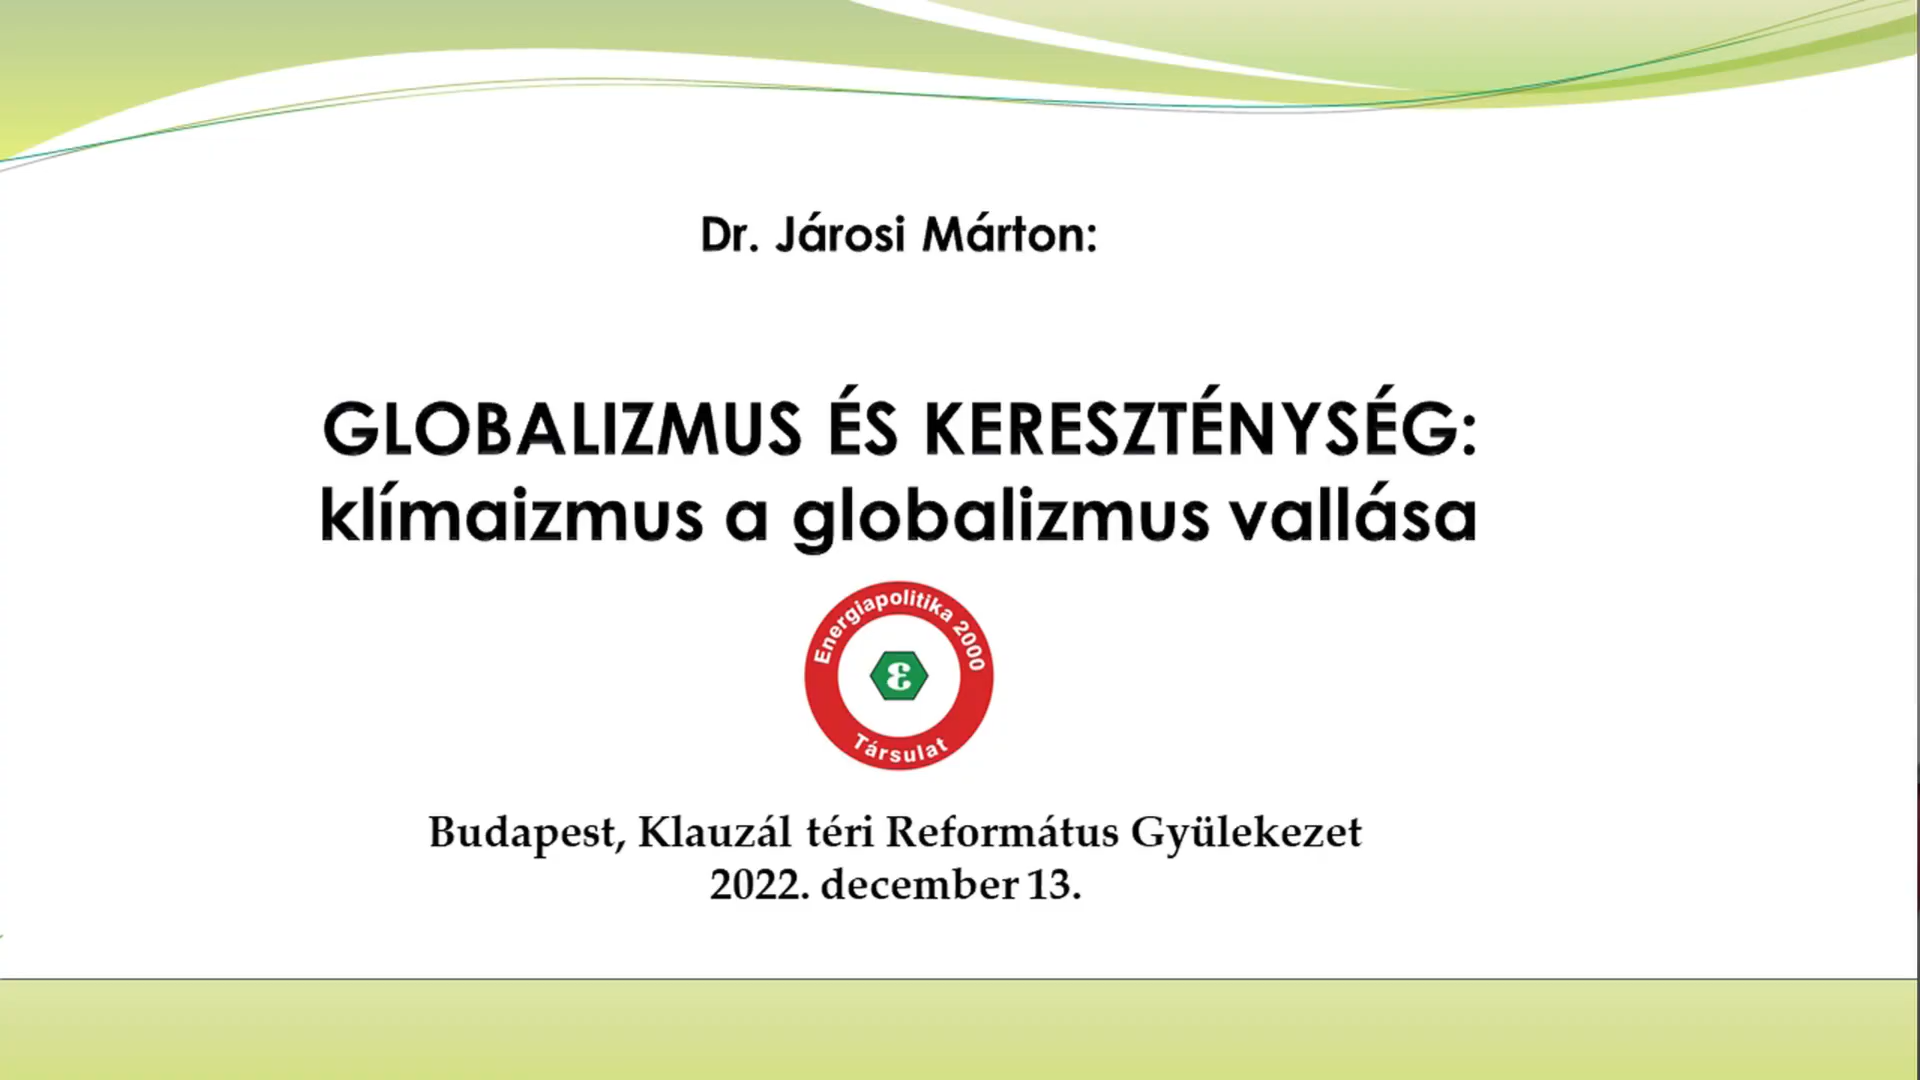 Dr. Járosi Márton:
GLOBALIZMUS ÉS KERESZTÉNYSÉG:
klímaizmus a globalizmus vallása
Energiapolitika 2000
ε
Társulat
Budapest, Klauzál téri Református Gyülekezet
2022. december 13.